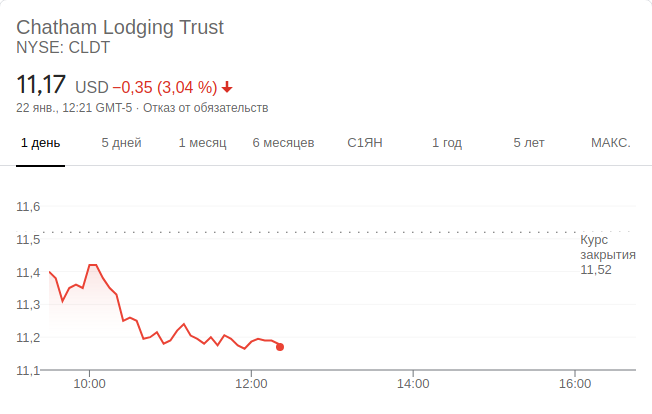 Chatham Lodging Trust
NYSE: CLDT
11,17 USD −0,35 (3,04 %)
22 янв., 12:21 GMT-5 · Отказ от обязательств
1 день 5 дней 1 месяц 6 месяцев С1ЯН 1 год 5 лет МАКС.
11,6
11,5
Курс
закрытия
11,52
11,4
11,3
11,2
11,1
10:00 12:00 14:00 16:00